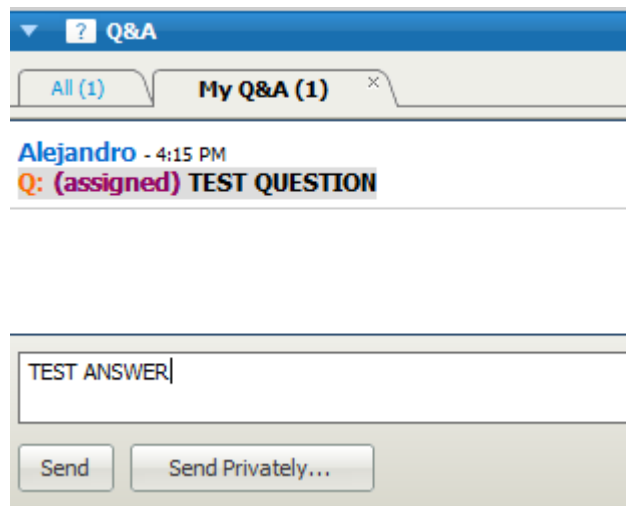 ? Q&A
All (1) My Q&A (1)
Alejandro - 4:15 PM
Q: (assigned) TEST QUESTION
TEST ANSWER
Send Send Privately...